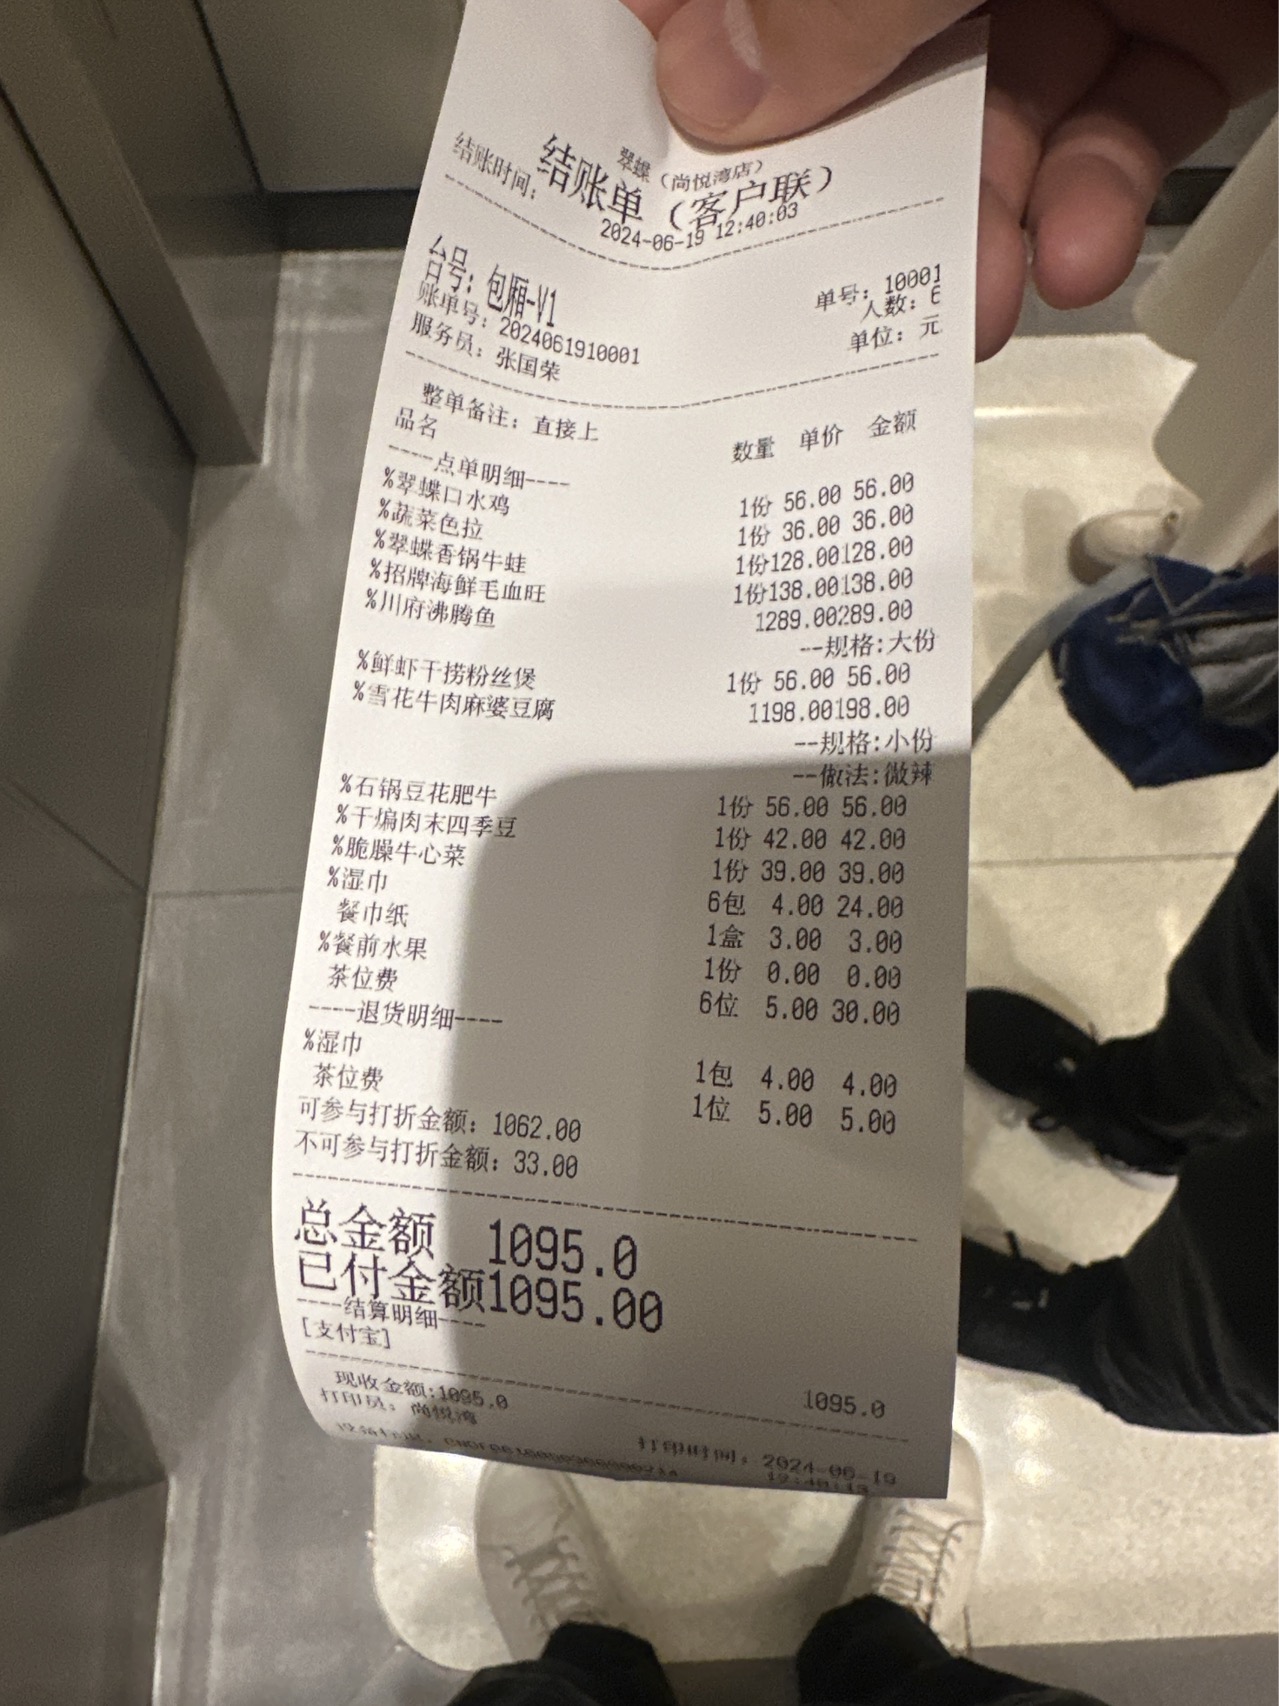 翠蝶（尚悦湾店）
结账单（客户联）
结账时间： 2024-06-19 12:40:03
台号：包厢-V1 单号：10001
账单号：2024061910001 人数：6
服务员：张国荣 单位：元
整单备注：直接上
品名 数量 单价 金额
----点单明细----
%翠蝶口水鸡 1份 56.00 56.00
%蔬菜色拉 1份 36.00 36.00
%翠蝶香锅牛蛙 1份128.00128.00
%招牌海鲜毛血旺 1份138.00138.00
%川府沸腾鱼 1289.00289.00
--规格:大份
%鲜虾干捞粉丝煲 1份 56.00 56.00
%雪花牛肉麻婆豆腐 1198.00198.00
--规格:小份
--做法:微辣
%石锅豆花肥牛 1份 56.00 56.00
%干煸肉末四季豆 1份 42.00 42.00
%脆臊牛心菜 1份 39.00 39.00
%湿巾 6包 4.00 24.00
餐巾纸 1盒 3.00 3.00
%餐前水果 1份 0.00 0.00
茶位费 6位 5.00 30.00
----退货明细----
%湿巾 1包 4.00 4.00
茶位费 1位 5.00 5.00
可参与打折金额：1062.00
不可参与打折金额：33.00
总金额 1095.0
已付金额1095.00
----结算明细----
[支付宝] 1095.0
现收金额:1095.0
打印员：尚悦湾 打印时间：2024-06-19